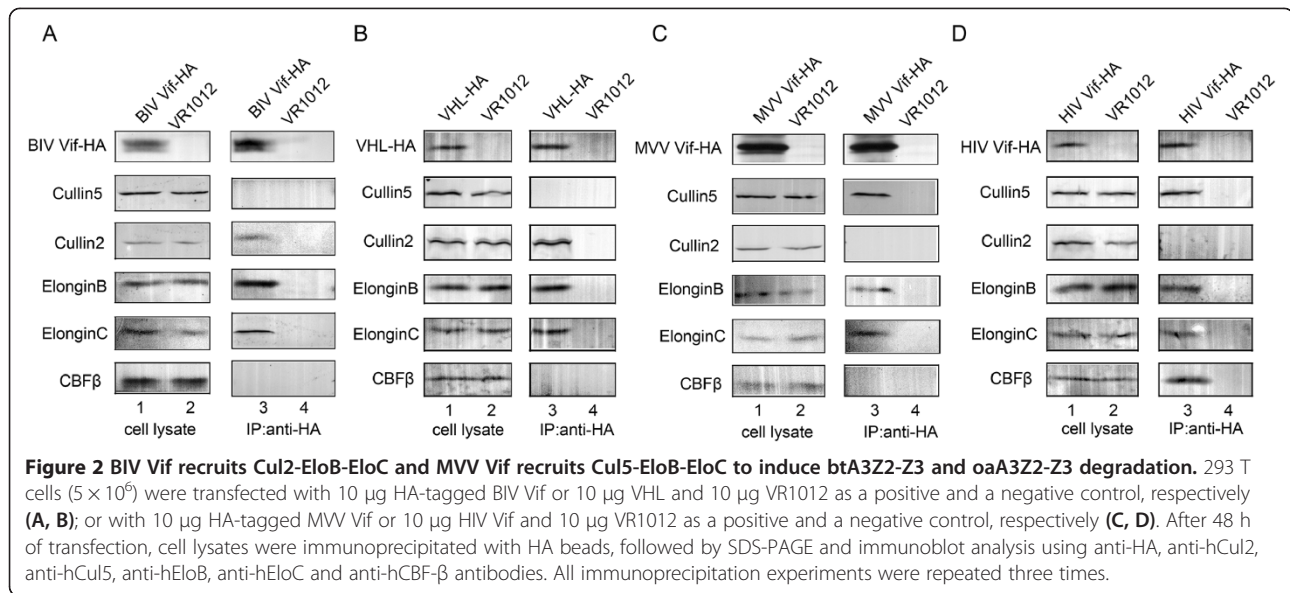 A
B
C
D
BIV Vif-HA
VR1012
BIV Vif-HA
VR1012
VHL-HA
VR1012
VHL-HA
VR1012
MVV Vif-HA
VR1012
MVV Vif-HA
VR1012
HIV Vif-HA
VR1012
HIV Vif-HA
VR1012
BIV Vif-HA
Cullin5
Cullin2
ElonginB
ElonginC
CBFβ
1 2 3 4
cell lysate IP:anti-HA
VHL-HA
Cullin5
Cullin2
ElonginB
ElonginC
CBFβ
1 2 3 4
cell lysate IP:anti-HA
MVV Vif-HA
Cullin5
Cullin2
ElonginB
ElonginC
CBFβ
1 2 3 4
cell lysate IP:anti-HA
HIV Vif-HA
Cullin5
Cullin2
ElonginB
ElonginC
CBFβ
1 2 3 4
cell lysate IP:anti-HA
Figure 2 BIV Vif recruits Cul2-EloB-EloC and MVV Vif recruits Cul5-EloB-EloC to induce btA3Z2-Z3 and oaA3Z2-Z3 degradation. 293 T
cells (5 × 10⁶) were transfected with 10 μg HA-tagged BIV Vif or 10 μg VHL and 10 μg VR1012 as a positive and a negative control, respectively
(A, B); or with 10 μg HA-tagged MVV Vif or 10 μg HIV Vif and 10 μg VR1012 as a positive and a negative control, respectively (C, D). After 48 h
of transfection, cell lysates were immunoprecipitated with HA beads, followed by SDS-PAGE and immunoblot analysis using anti-HA, anti-hCul2,
anti-hCul5, anti-hEloB, anti-hEloC and anti-hCBF-β antibodies. All immunoprecipitation experiments were repeated three times.